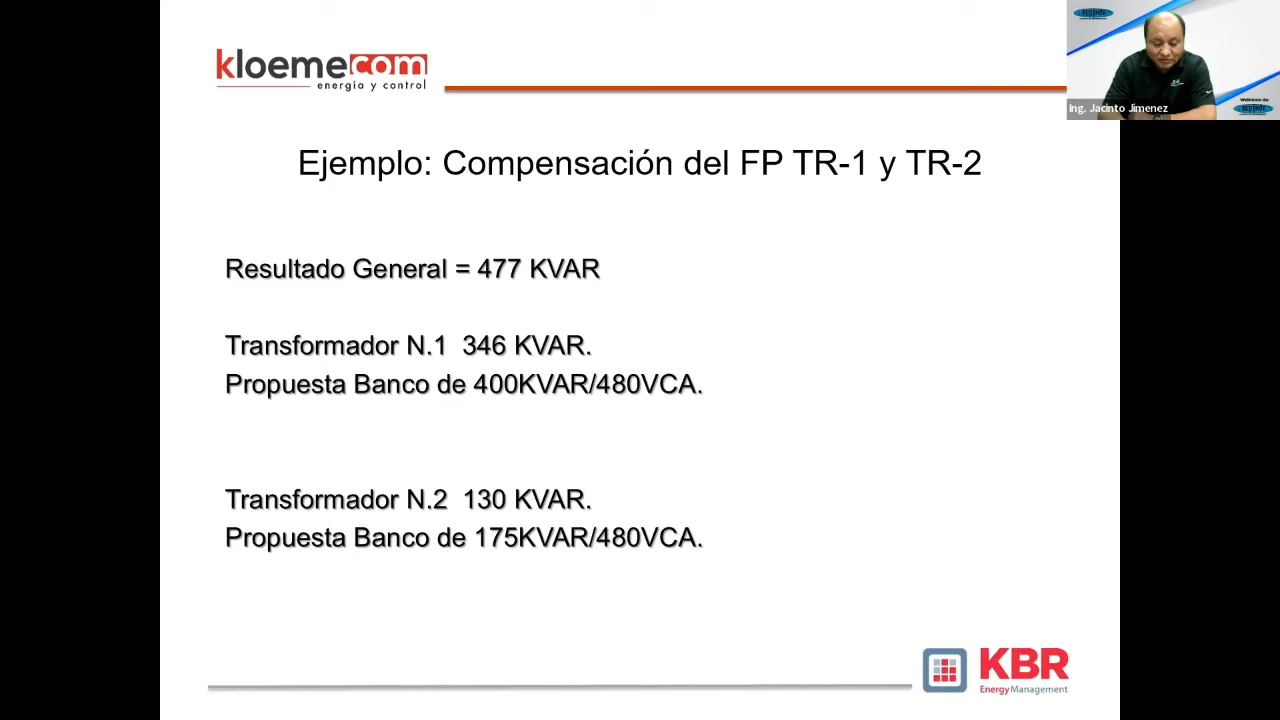 kloemecom
energía y control
Ing. Jacinto Jimenez
Webinars de:
Ejemplo: Compensación del FP TR-1 y TR-2
Resultado General = 477 KVAR
Transformador N.1  346 KVAR.
Propuesta Banco de 400KVAR/480VCA.
Transformador N.2  130 KVAR.
Propuesta Banco de 175KVAR/480VCA.
KBR
Energy Management